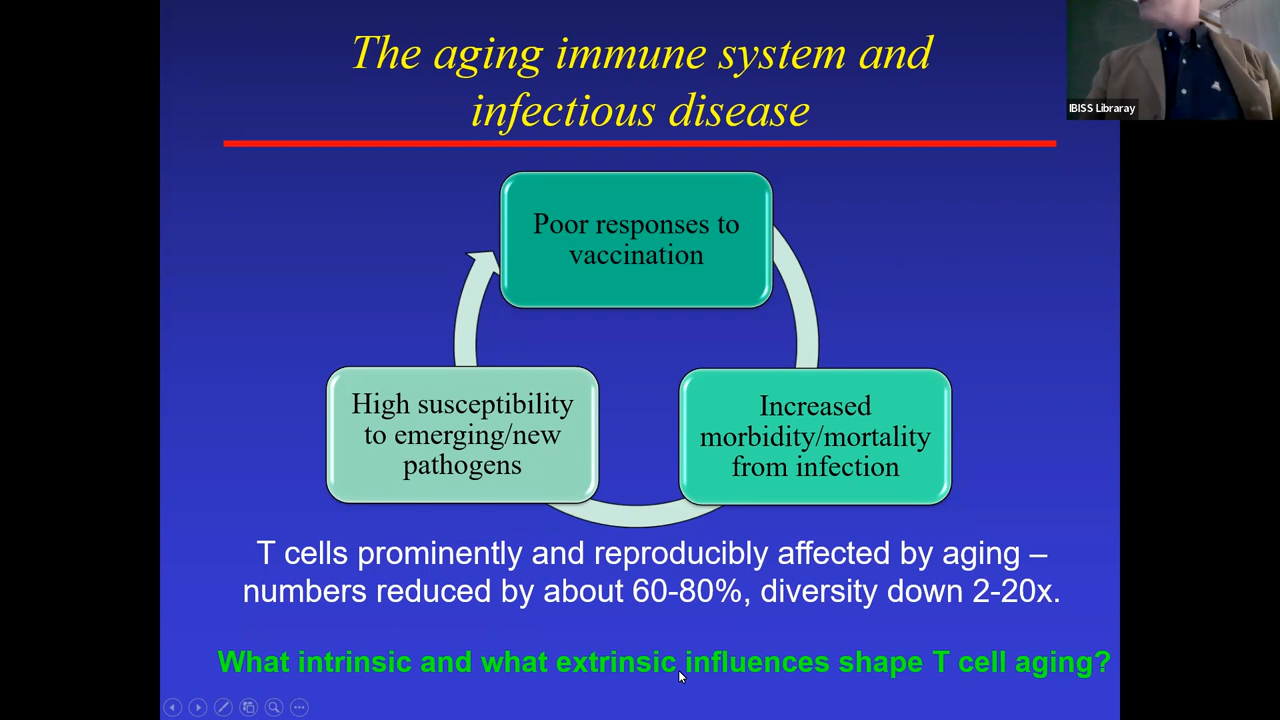 The aging immune system and
infectious disease
IBISS Libraray
Poor responses to
vaccination
High susceptibility
to emerging/new
pathogens
Increased
morbidity/mortality
from infection
T cells prominently and reproducibly affected by aging –
numbers reduced by about 60-80%, diversity down 2-20x.
What intrinsic and what extrinsic influences shape T cell aging?